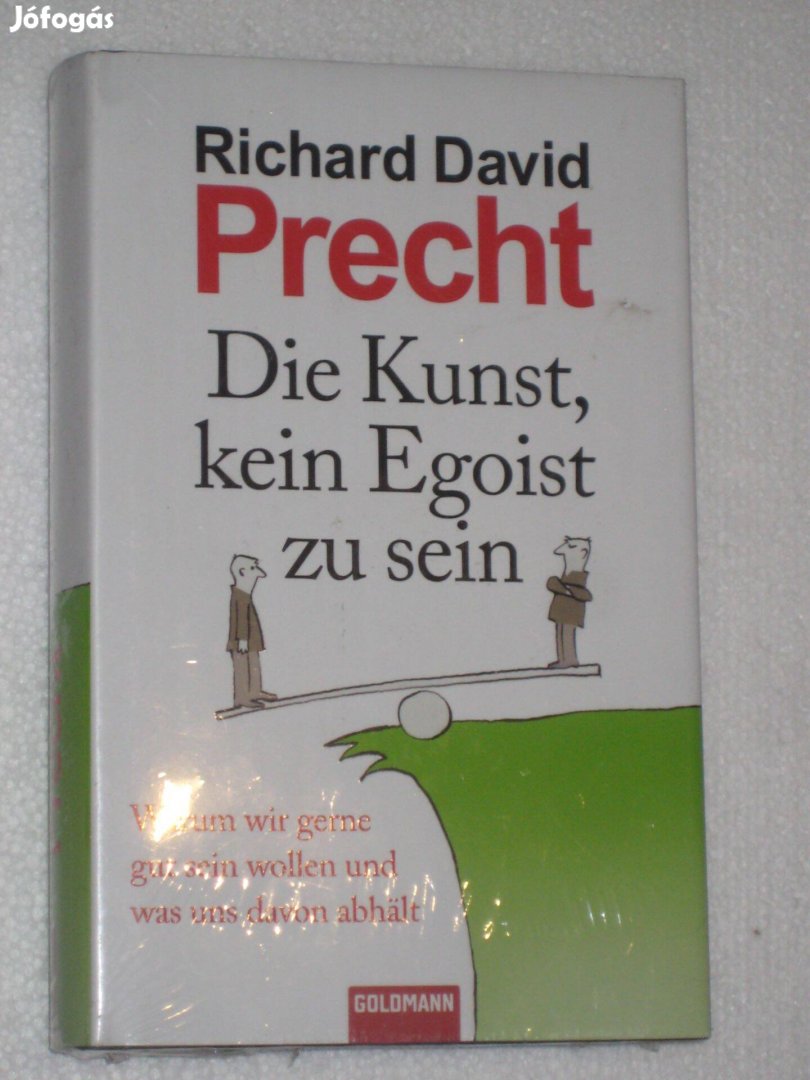 Jófogás
Richard David
Precht
Die Kunst,
kein Egoist
zu sein
Warum wir gerne
gut sein wollen und
was uns davon abhält
GOLDMANN